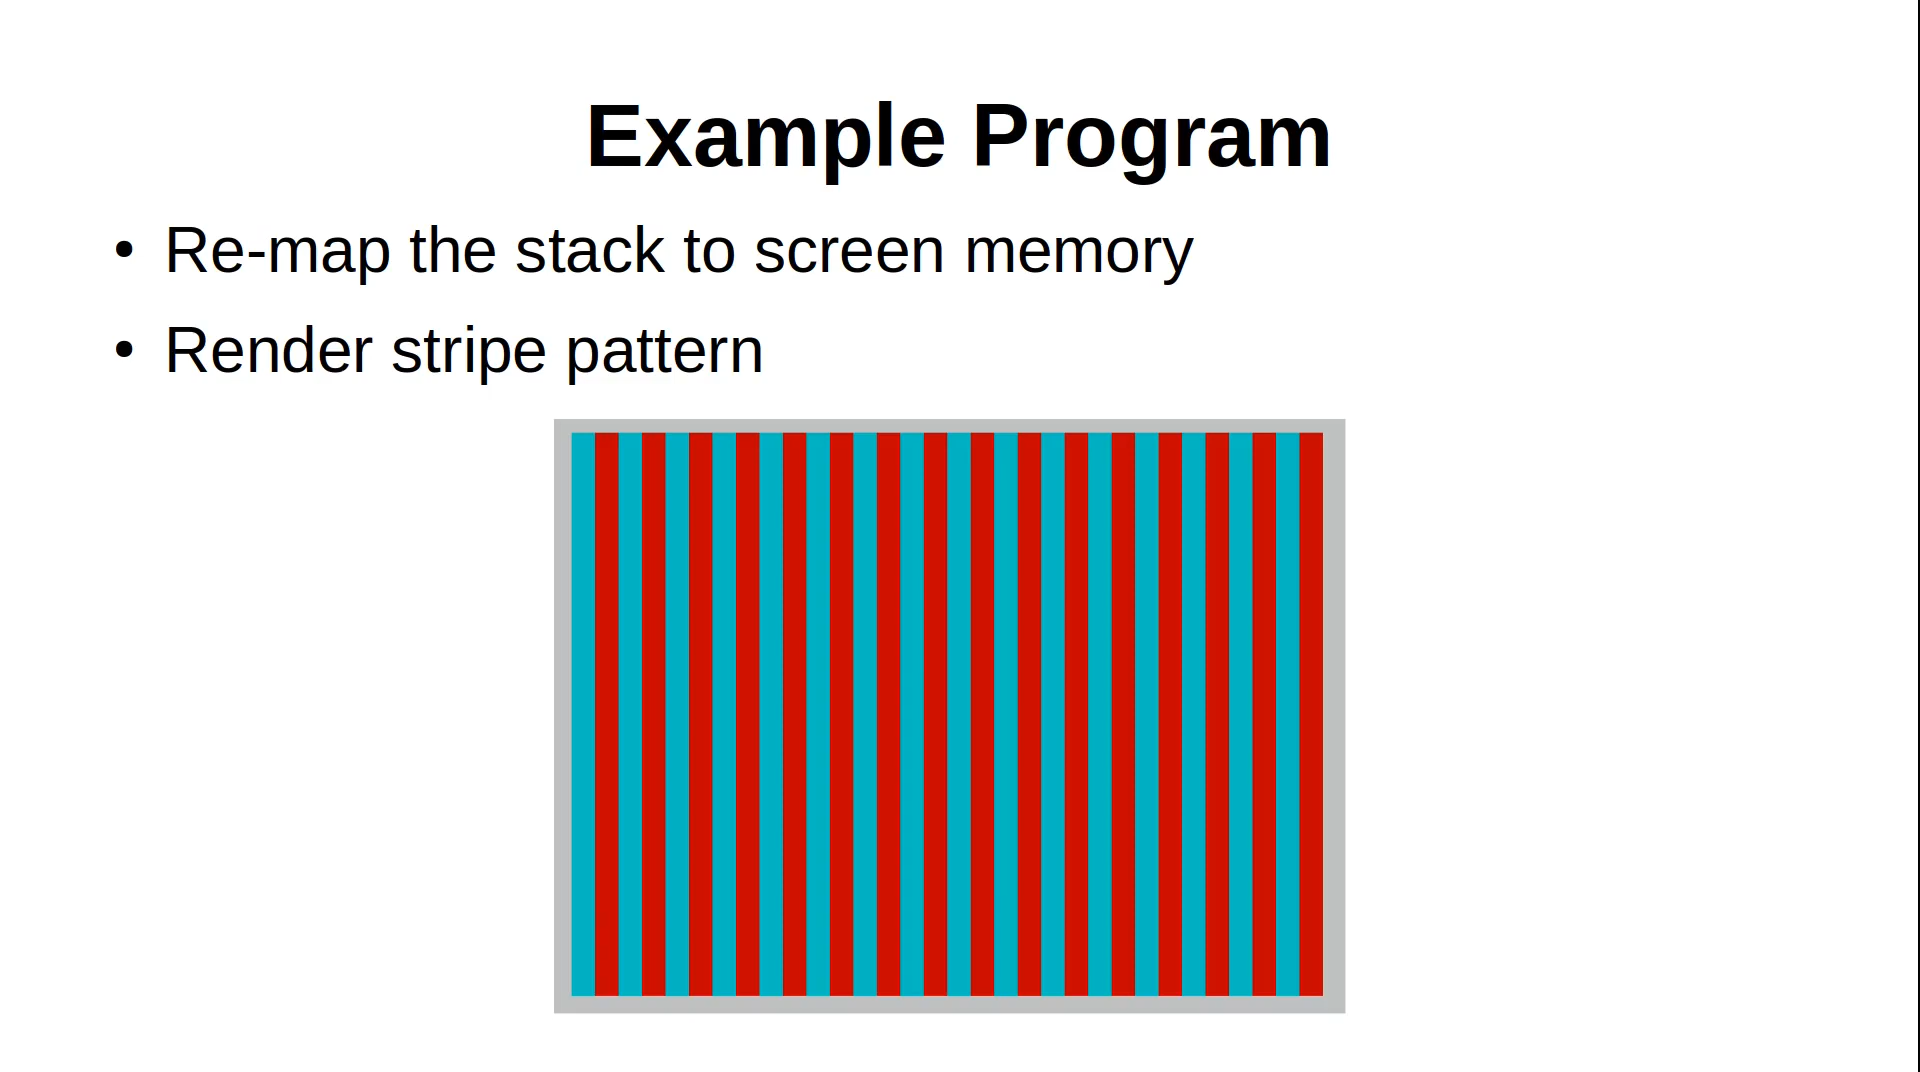 Example Program
• Re-map the stack to screen memory
• Render stripe pattern